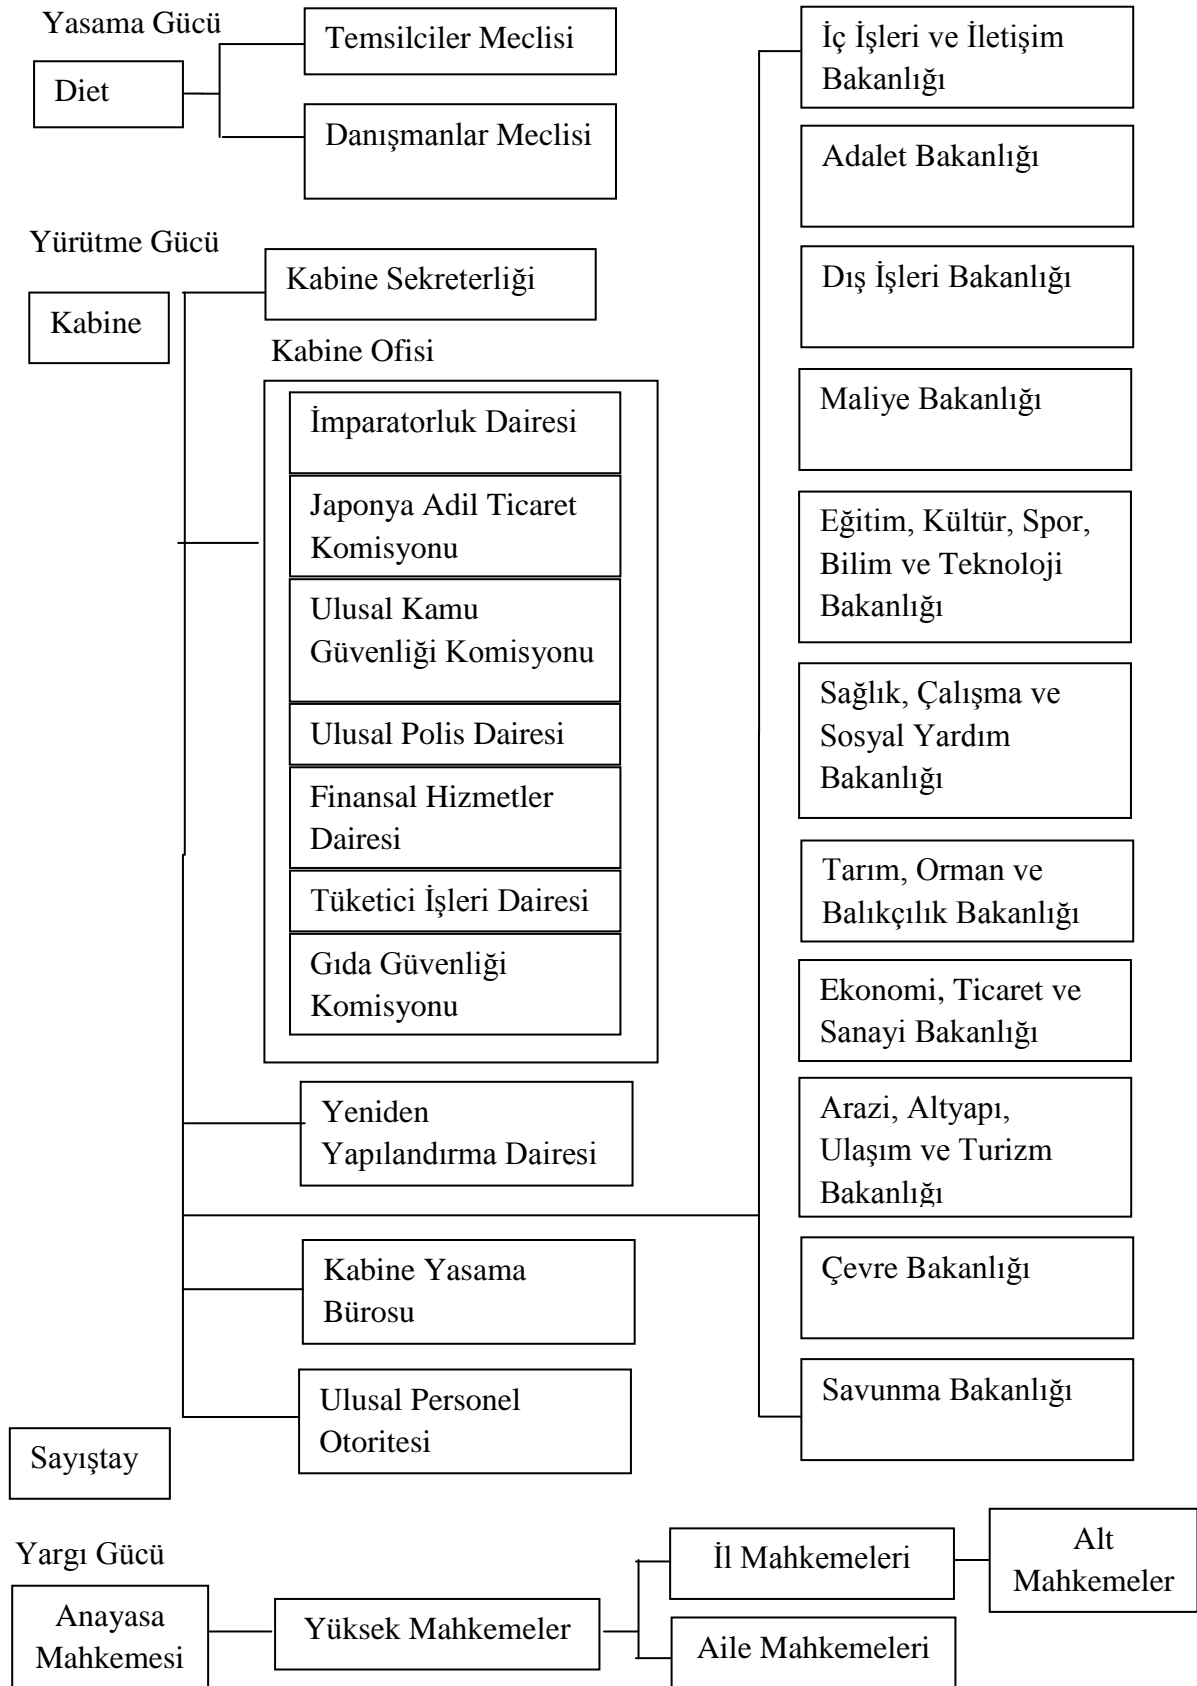 Yasama Gücü
Diet
Temsilciler Meclisi
Danışmanlar Meclisi
Yürütme Gücü
Kabine
Kabine Sekreterliği
Kabine Ofisi
İmparatorluk Dairesi
Japonya Adil Ticaret
Komisyonu
Ulusal Kamu
Güvenliği Komisyonu
Ulusal Polis Dairesi
Finansal Hizmetler
Dairesi
Tüketici İşleri Dairesi
Gıda Güvenliği
Komisyonu
Yeniden
Yapılandırma Dairesi
Kabine Yasama
Bürosu
Ulusal Personel
Otoritesi
İç İşleri ve İletişim
Bakanlığı
Adalet Bakanlığı
Dış İşleri Bakanlığı
Maliye Bakanlığı
Eğitim, Kültür, Spor,
Bilim ve Teknoloji
Bakanlığı
Sağlık, Çalışma ve
Sosyal Yardım
Bakanlığı
Tarım, Orman ve
Balıkçılık Bakanlığı
Ekonomi, Ticaret ve
Sanayi Bakanlığı
Arazi, Altyapı,
Ulaşım ve Turizm
Bakanlığı
Çevre Bakanlığı
Savunma Bakanlığı
Sayıştay
Yargı Gücü
Anayasa
Mahkemesi
Yüksek Mahkemeler
İl Mahkemeleri
Aile Mahkemeleri
Alt
Mahkemeler